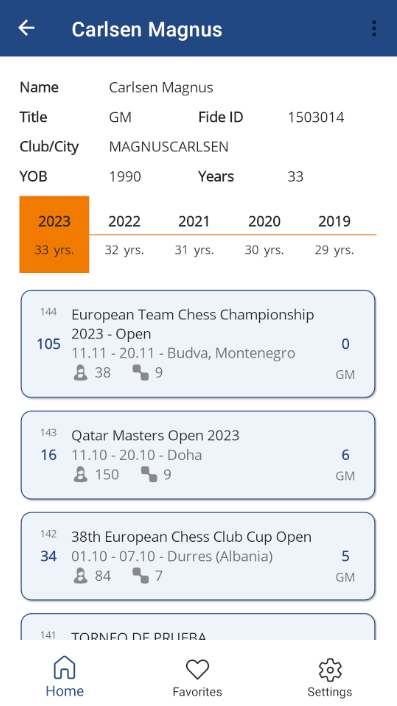 Carlsen Magnus
Name Carlsen Magnus
Title GM Fide ID 1503014
Club/City MAGNUSCARLSEN
YOB 1990 Years 33
2023 2022 2021 2020 2019
33 yrs. 32 yrs. 31 yrs. 30 yrs. 29 yrs.
144 European Team Chess Championship
2023 - Open
105 11.11 - 20.11 - Budva, Montenegro 0
38 9 GM
143 Qatar Masters Open 2023
16 11.10 - 20.10 - Doha 6
150 9 GM
142 38th European Chess Club Cup Open
34 01.10 - 07.10 - Durres (Albania) 5
84 7 GM
141 TORNEO DE PRUEBA
Home Favorites Settings